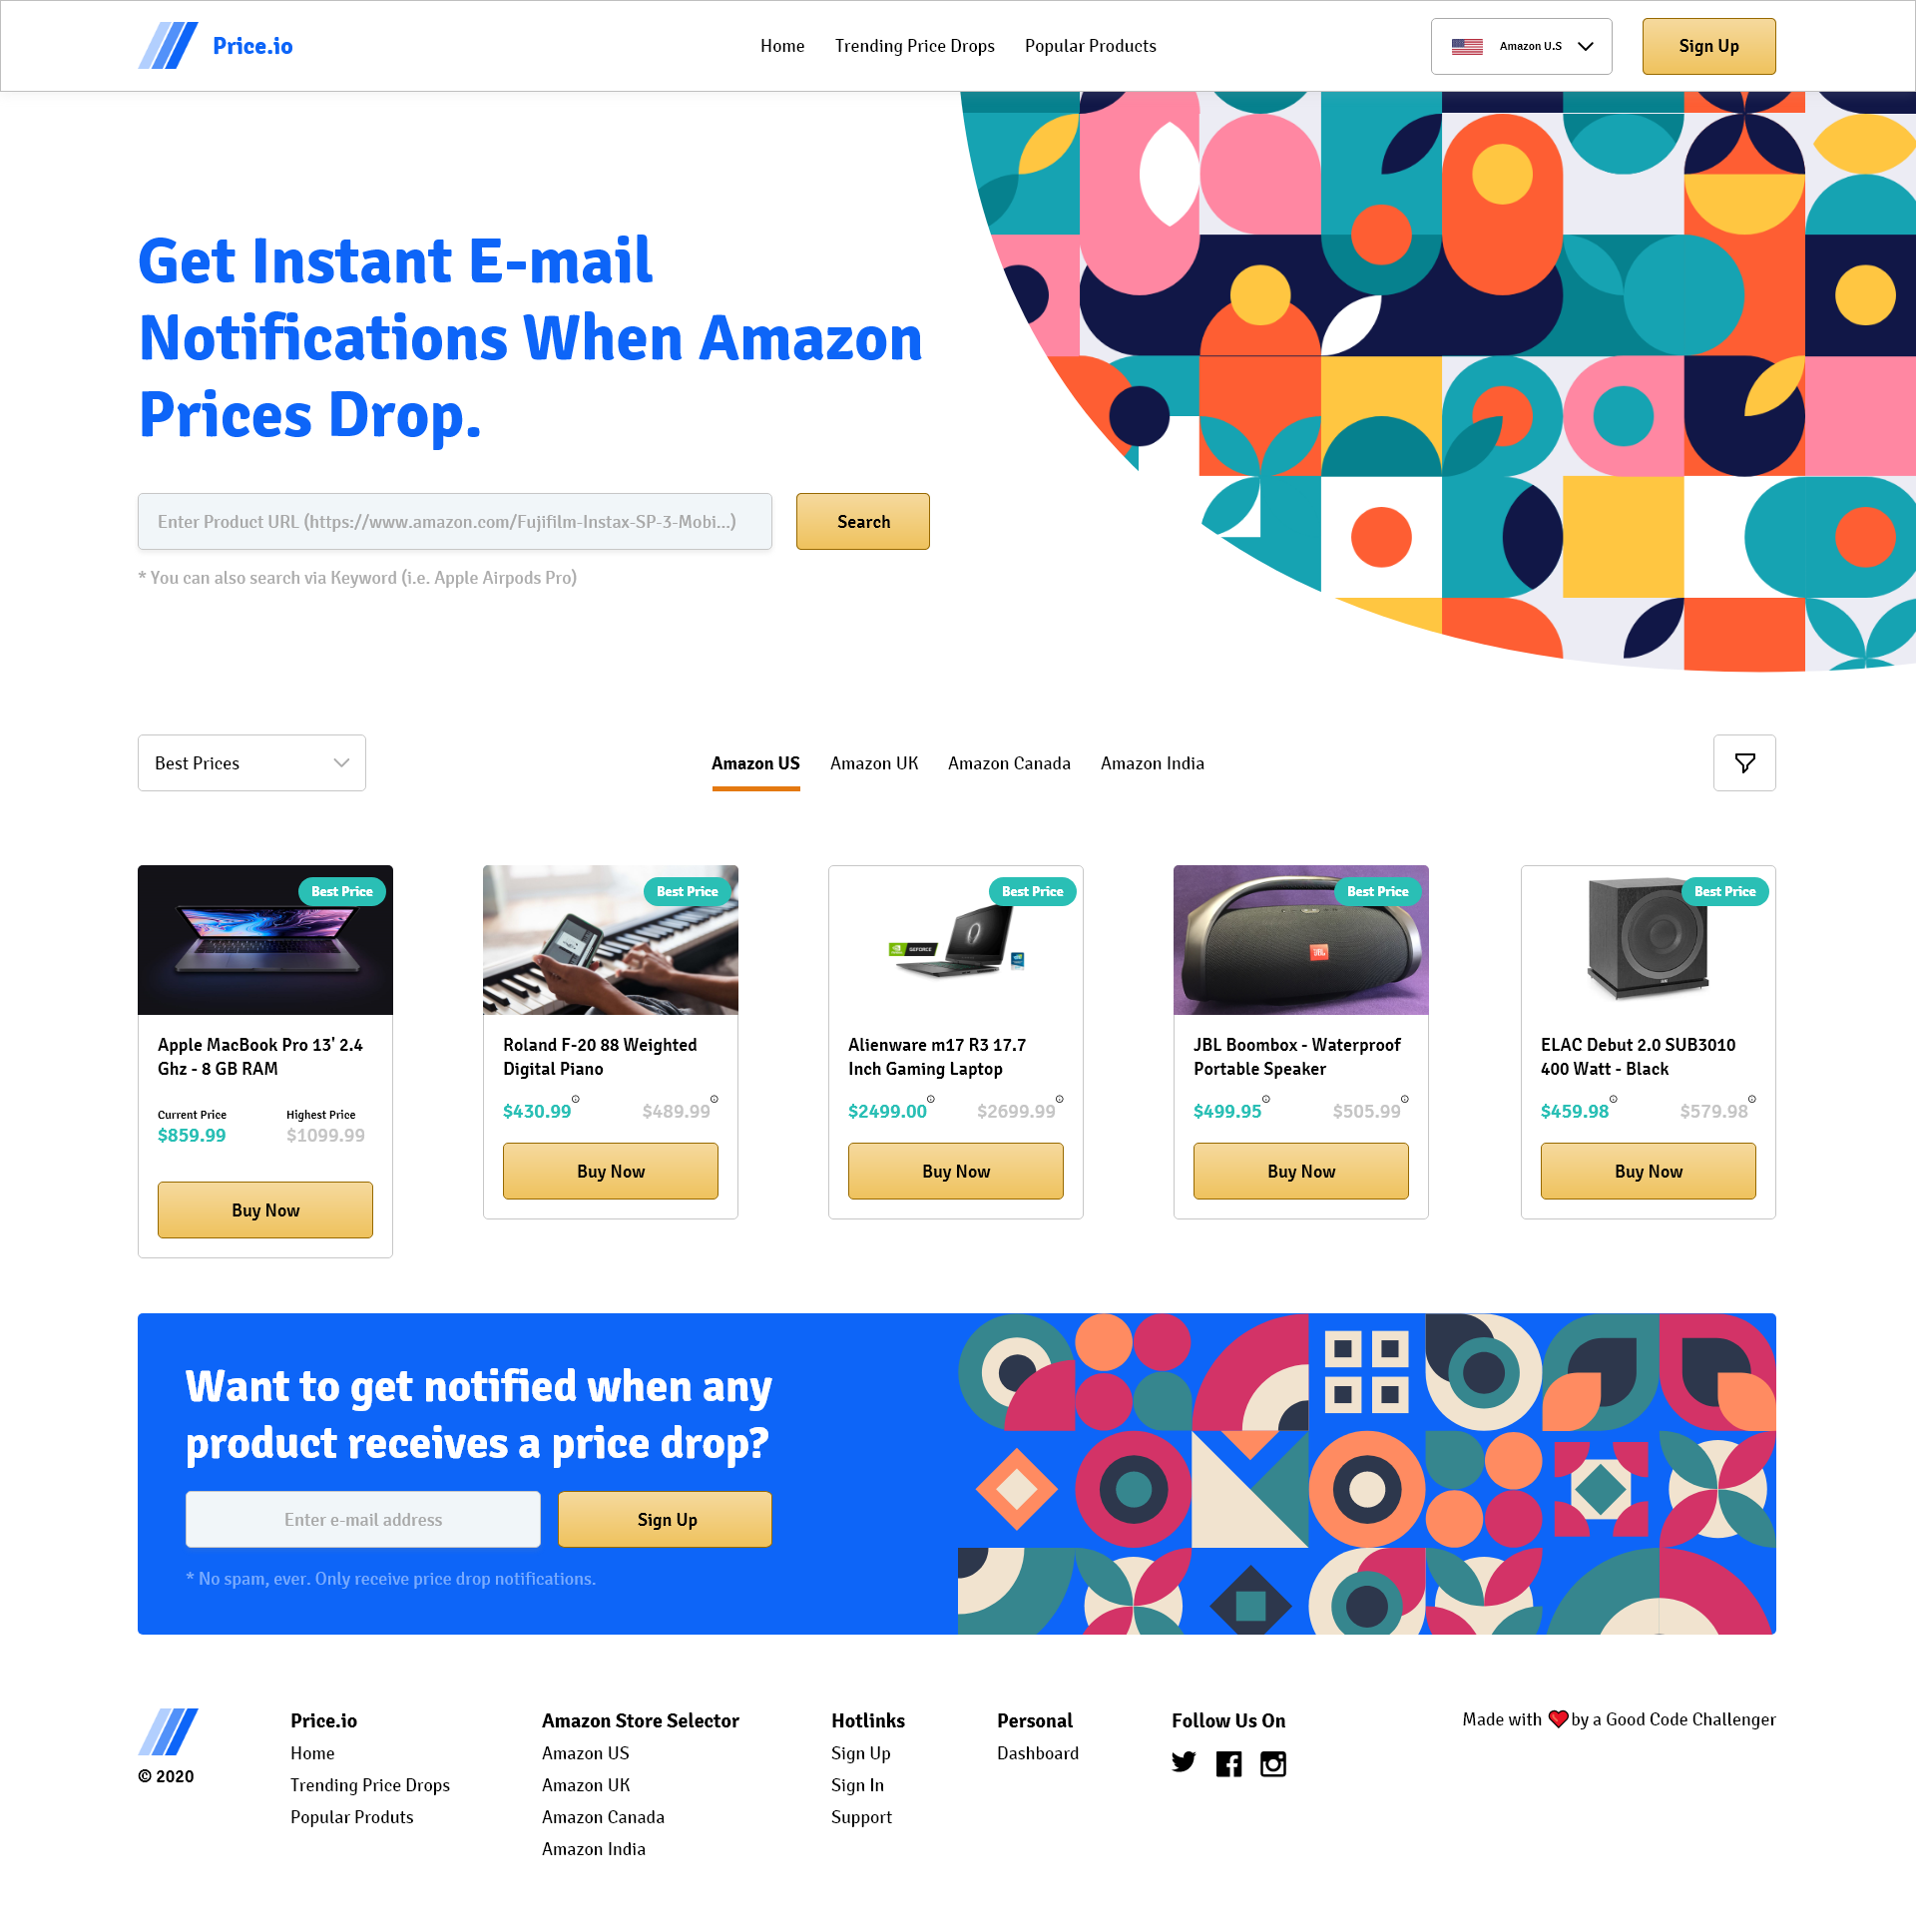 Price.io
Home
Trending Price Drops
Popular Products
Amazon U.S
Sign Up
Get Instant E-mail
Notifications When Amazon
Prices Drop.
Enter Product URL (https://www.amazon.com/Fujifilm-Instax-SP-3-Mobi...)
Search
* You can also search via Keyword (i.e. Apple Airpods Pro)
Best Prices
Amazon US
Amazon UK
Amazon Canada
Amazon India
Best Price
Apple MacBook Pro 13' 2.4
Ghz - 8 GB RAM
Current Price
Highest Price
$859.99
$1099.99
Buy Now
Best Price
Roland F-20 88 Weighted
Digital Piano
$430.99
$489.99
Buy Now
Best Price
GEFORCE
Alienware m17 R3 17.7
Inch Gaming Laptop
$2499.00
$2699.99
Buy Now
Best Price
JBL
JBL Boombox - Waterproof
Portable Speaker
$499.95
$505.99
Buy Now
Best Price
ELAC Debut 2.0 SUB3010
400 Watt - Black
$459.98
$579.98
Buy Now
Want to get notified when any
product receives a price drop?
Enter e-mail address
Sign Up
* No spam, ever. Only receive price drop notifications.
© 2020
Price.io
Home
Trending Price Drops
Popular Produts
Amazon Store Selector
Amazon US
Amazon UK
Amazon Canada
Amazon India
Hotlinks
Sign Up
Sign In
Support
Personal
Dashboard
Follow Us On
Made with by a Good Code Challenger